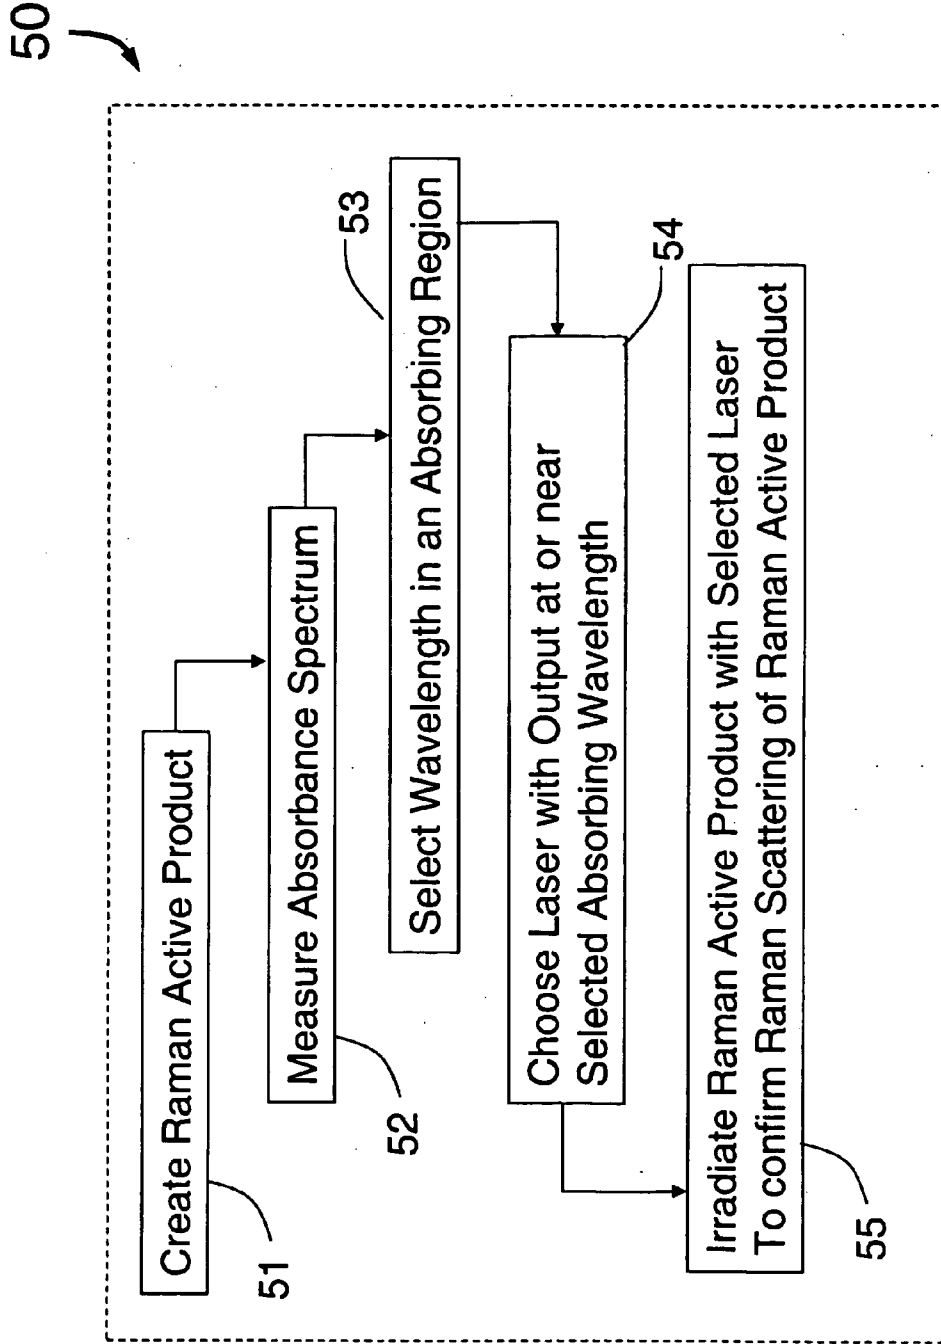 50
Create Raman Active Product
51
Measure Absorbance Spectrum
52
53
Select Wavelength in an Absorbing Region
Choose Laser with Output at or near
Selected Absorbing Wavelength
54
Irradiate Raman Active Product with Selected Laser
To confirm Raman Scattering of Raman Active Product
55